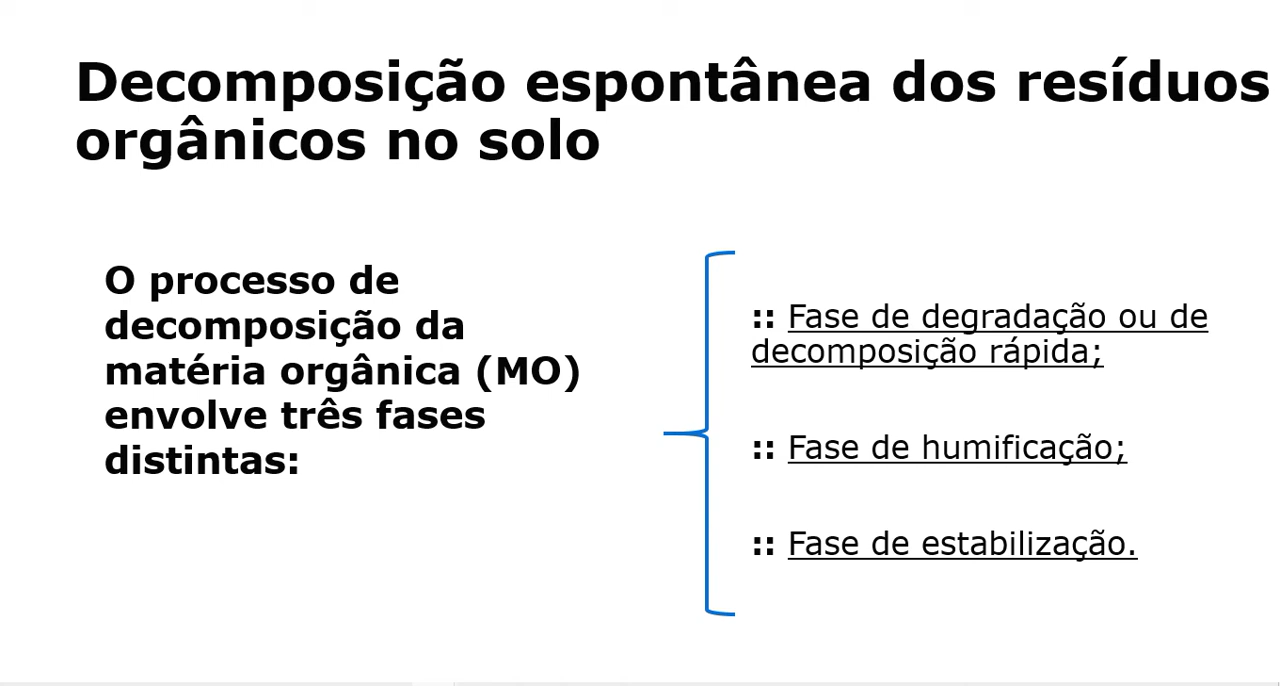 Decomposição espontânea dos resíduos
orgânicos no solo
O processo de
decomposição da
matéria orgânica (MO)
envolve três fases
distintas:
:: Fase de degradação ou de
decomposição rápida;
:: Fase de humificação;
:: Fase de estabilização.